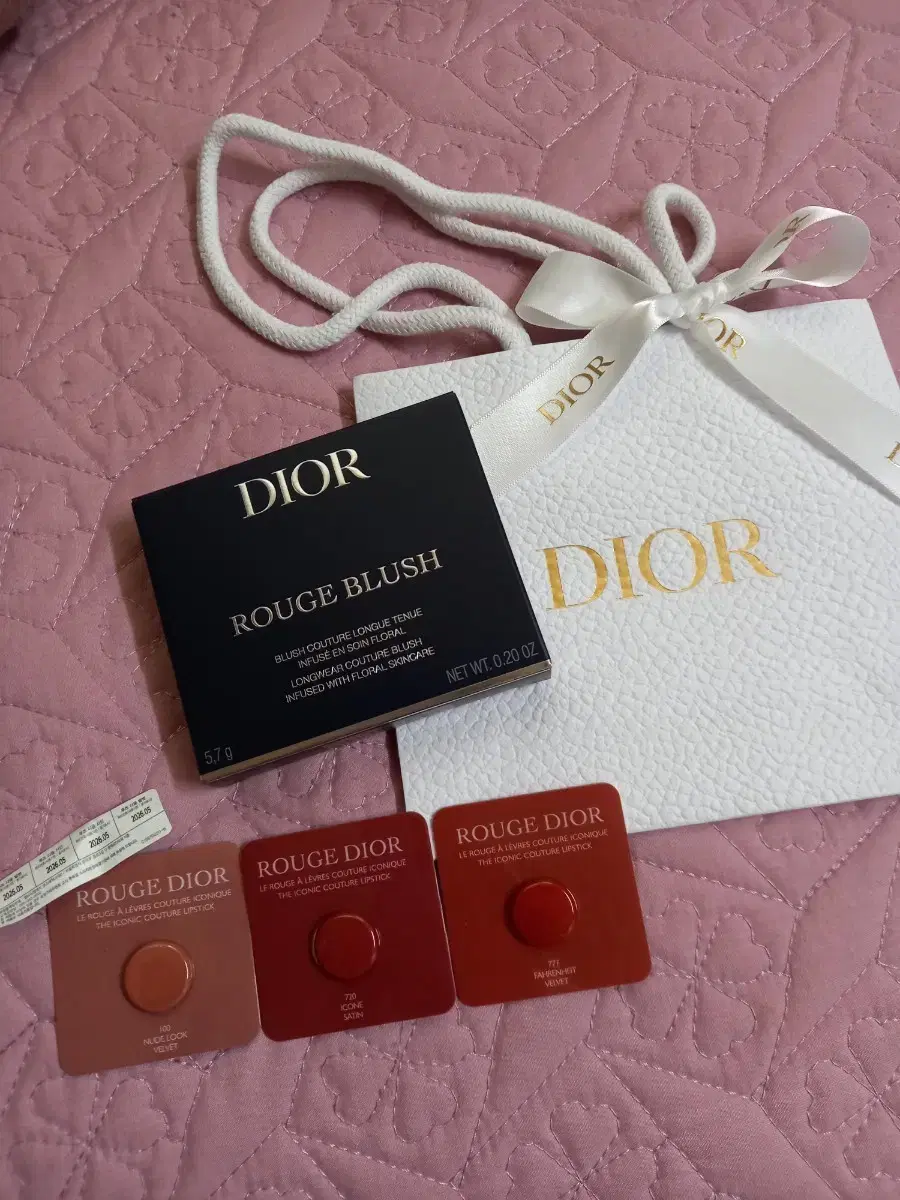 DIOR
DIOR
DIOR
DIOR
ROUGE BLUSH
BLUSH COUTURE LONGUE TENUE
INFUSÉ EN SOIN FLORAL
LONGWEAR COUTURE BLUSH
INFUSED WITH FLORAL SKINCARE
NET WT. 0.20 OZ
5,7 g
2026.05
2026.05
2026.05
2026.05
ROUGE DIOR
LE ROUGE À LÈVRES COUTURE ICONIQUE
THE ICONIC COUTURE LIPSTICK
100
NUDE LOOK
VELVET
ROUGE DIOR
LE ROUGE À LÈVRES COUTURE ICONIQUE
THE ICONIC COUTURE LIPSTICK
720
ICONE
SATIN
ROUGE DIOR
LE ROUGE À LÈVRES COUTURE ICONIQUE
THE ICONIC COUTURE LIPSTICK
777
FAHRENHEIT
VELVET